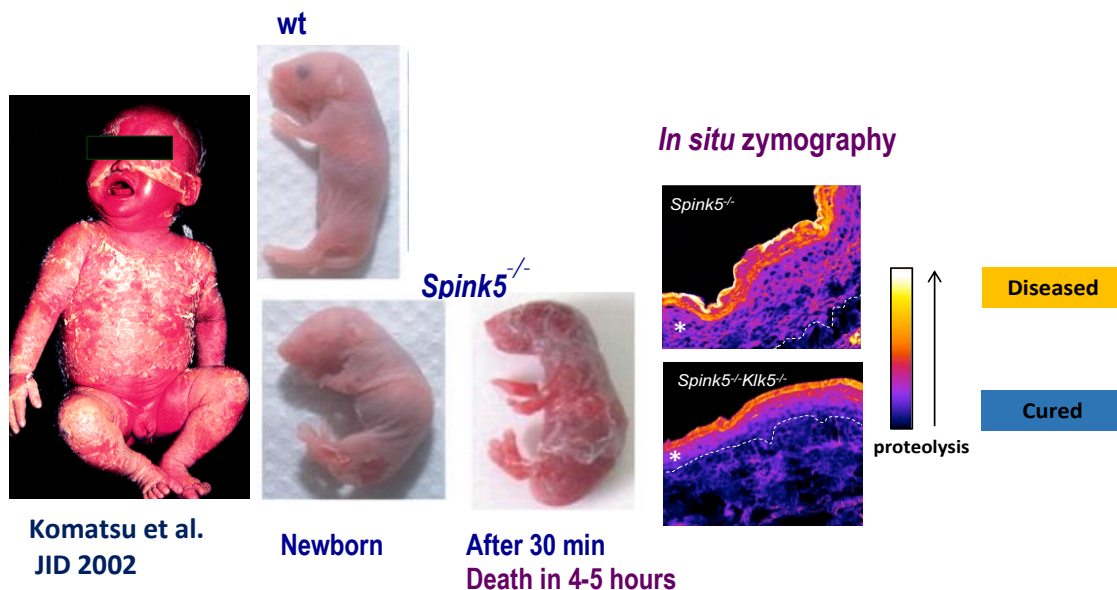 wt
In situ zymography
Spink5-/-
Spink5-/-
Diseased
Spink5-/-Klk5-/-
Cured
*
*
proteolysis
Komatsu et al.
JID 2002
Newborn
After 30 min
Death in 4-5 hours